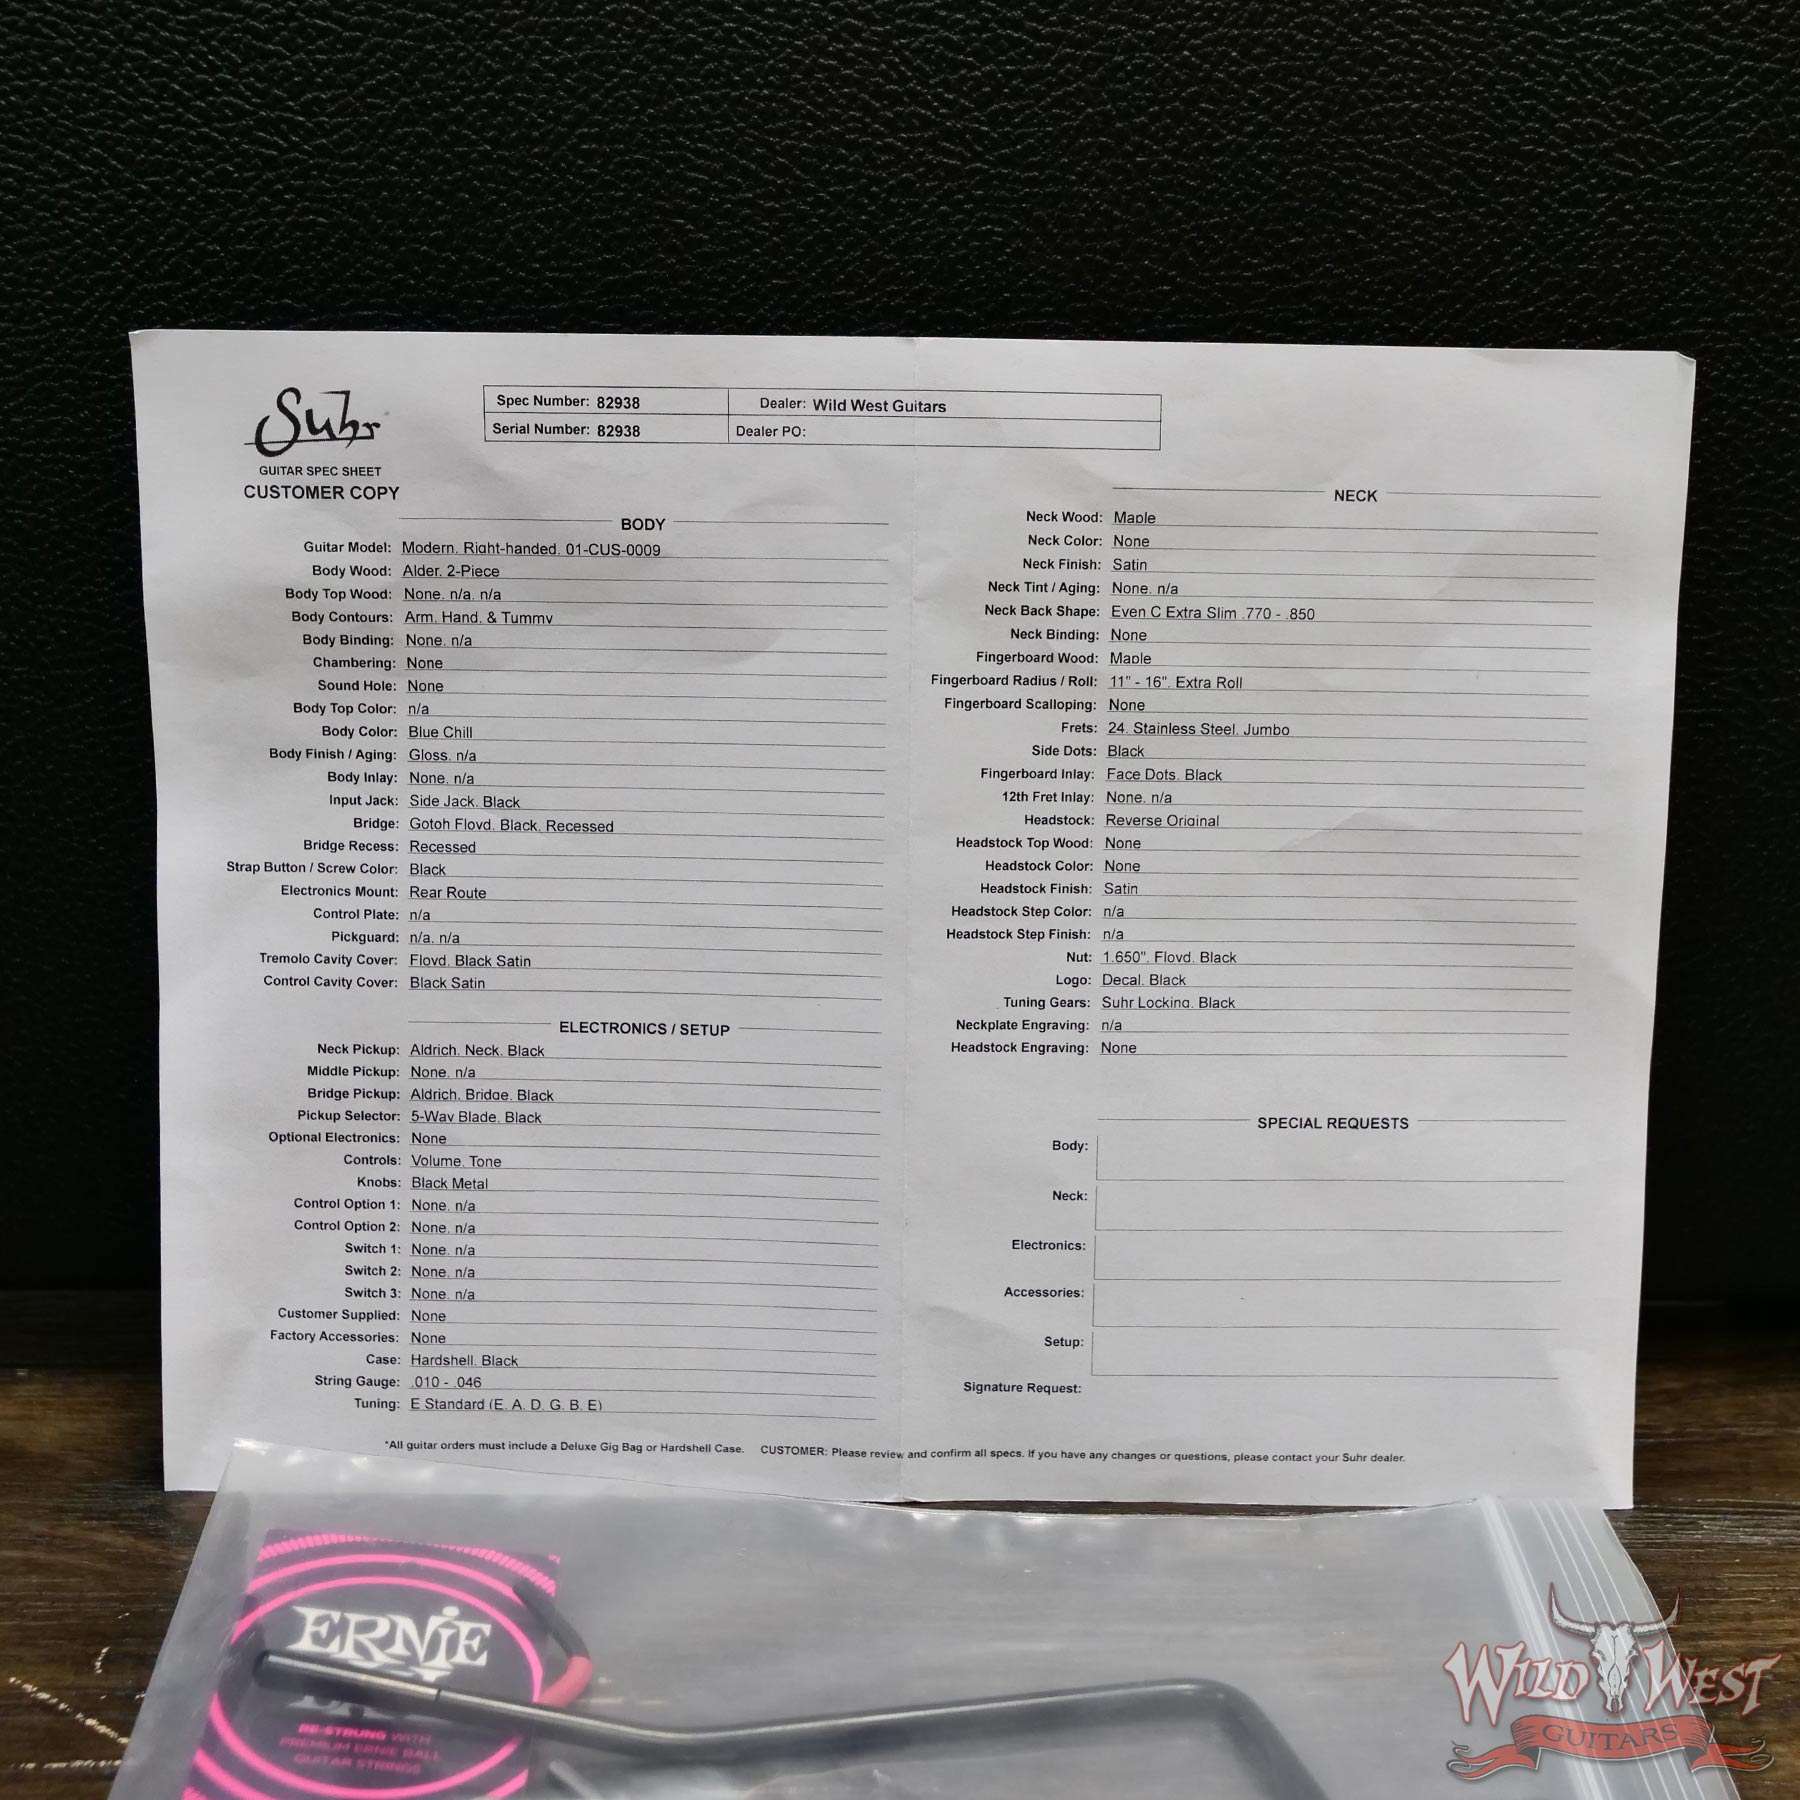 Suhr
GUITAR SPEC SHEET
CUSTOMER COPY
Spec Number: 82938
Dealer: Wild West Guitars
Serial Number: 82938
Dealer PO:
BODY
Guitar Model: Modern, Right-handed, 01-CUS-0009
Body Wood: Alder, 2-Piece
Body Top Wood: None, n/a, n/a
Body Contours: Arm, Hand, & Tummy
Body Binding: None, n/a
Chambering: None
Sound Hole: None
Body Top Color: n/a
Body Color: Blue Chill
Body Finish / Aging: Gloss, n/a
Body Inlay: None, n/a
Input Jack: Side Jack, Black
Bridge: Gotoh Floyd, Black, Recessed
Bridge Recess: Recessed
Strap Button / Screw Color: Black
Electronics Mount: Rear Route
Control Plate: n/a
Pickguard: n/a, n/a
Tremolo Cavity Cover: Floyd, Black Satin
Control Cavity Cover: Black Satin
ELECTRONICS / SETUP
Neck Pickup: Aldrich, Neck, Black
Middle Pickup: None, n/a
Bridge Pickup: Aldrich, Bridge, Black
Pickup Selector: 5-Way Blade, Black
Optional Electronics: None
Controls: Volume, Tone
Knobs: Black Metal
Control Option 1: None, n/a
Control Option 2: None, n/a
Switch 1: None, n/a
Switch 2: None, n/a
Switch 3: None, n/a
Customer Supplied: None
Factory Accessories: None
Case: Hardshell, Black
String Gauge: .010 - .046
Tuning: E Standard (E, A, D, G, B, E)
NECK
Neck Wood: Maple
Neck Color: None
Neck Finish: Satin
Neck Tint / Aging: None, n/a
Neck Back Shape: Even C Extra Slim .770 - .850
Neck Binding: None
Fingerboard Wood: Maple
Fingerboard Radius / Roll: 11" - 16", Extra Roll
Fingerboard Scalloping: None
Frets: 24, Stainless Steel, Jumbo
Side Dots: Black
Fingerboard Inlay: Face Dots, Black
12th Fret Inlay: None, n/a
Headstock: Reverse Original
Headstock Top Wood: None
Headstock Color: None
Headstock Finish: Satin
Headstock Step Color: n/a
Headstock Step Finish: n/a
Nut: 1.650", Floyd, Black
Logo: Decal, Black
Tuning Gears: Suhr Locking, Black
Neckplate Engraving: n/a
Headstock Engraving: None
SPECIAL REQUESTS
Body:
Neck:
Electronics:
Accessories:
Setup:
Signature Request:
*All guitar orders must include a Deluxe Gig Bag or Hardshell Case. CUSTOMER: Please review and confirm all specs. If you have any changes or questions, please contact your Suhr dealer.
ERNIE
RE-STRUNG WITH
PREMIUM ERNIE BALL
GUITAR STRINGS
WILD WEST
GUITARS